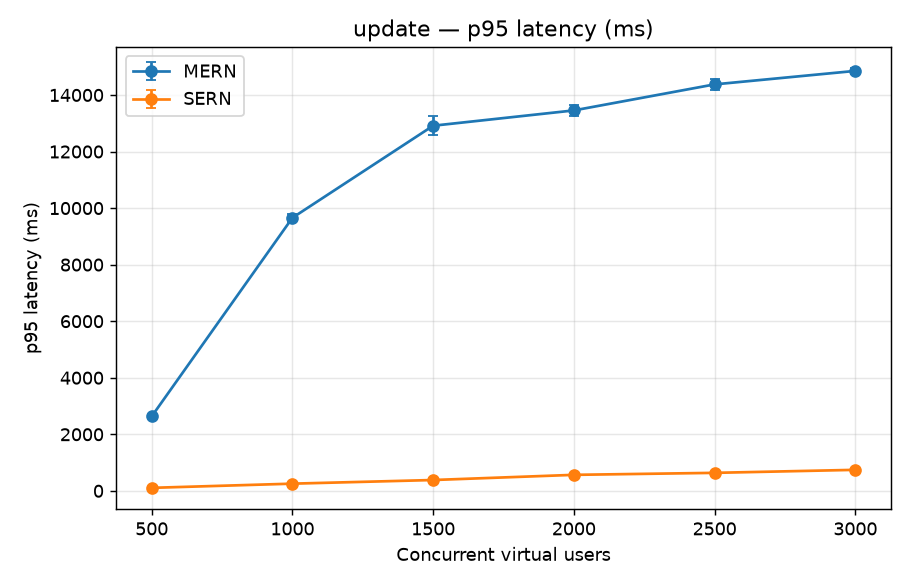 update — p95 latency (ms)
MERN
SERN
p95 latency (ms)
14000
12000
10000
8000
6000
4000
2000
0
500 1000 1500 2000 2500 3000
Concurrent virtual users